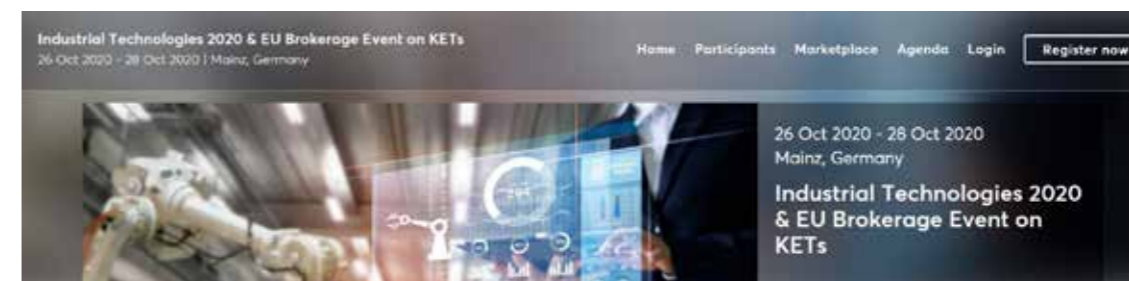 Industrial Technologies 2020 & EU Brokerage Event on KETs
26 Oct 2020 - 28 Oct 2020 | Mainz, Germany
Home Participants Marketplace Agenda Login Register now
26 Oct 2020 - 28 Oct 2020
Mainz, Germany
Industrial Technologies 2020
& EU Brokerage Event on
KETs